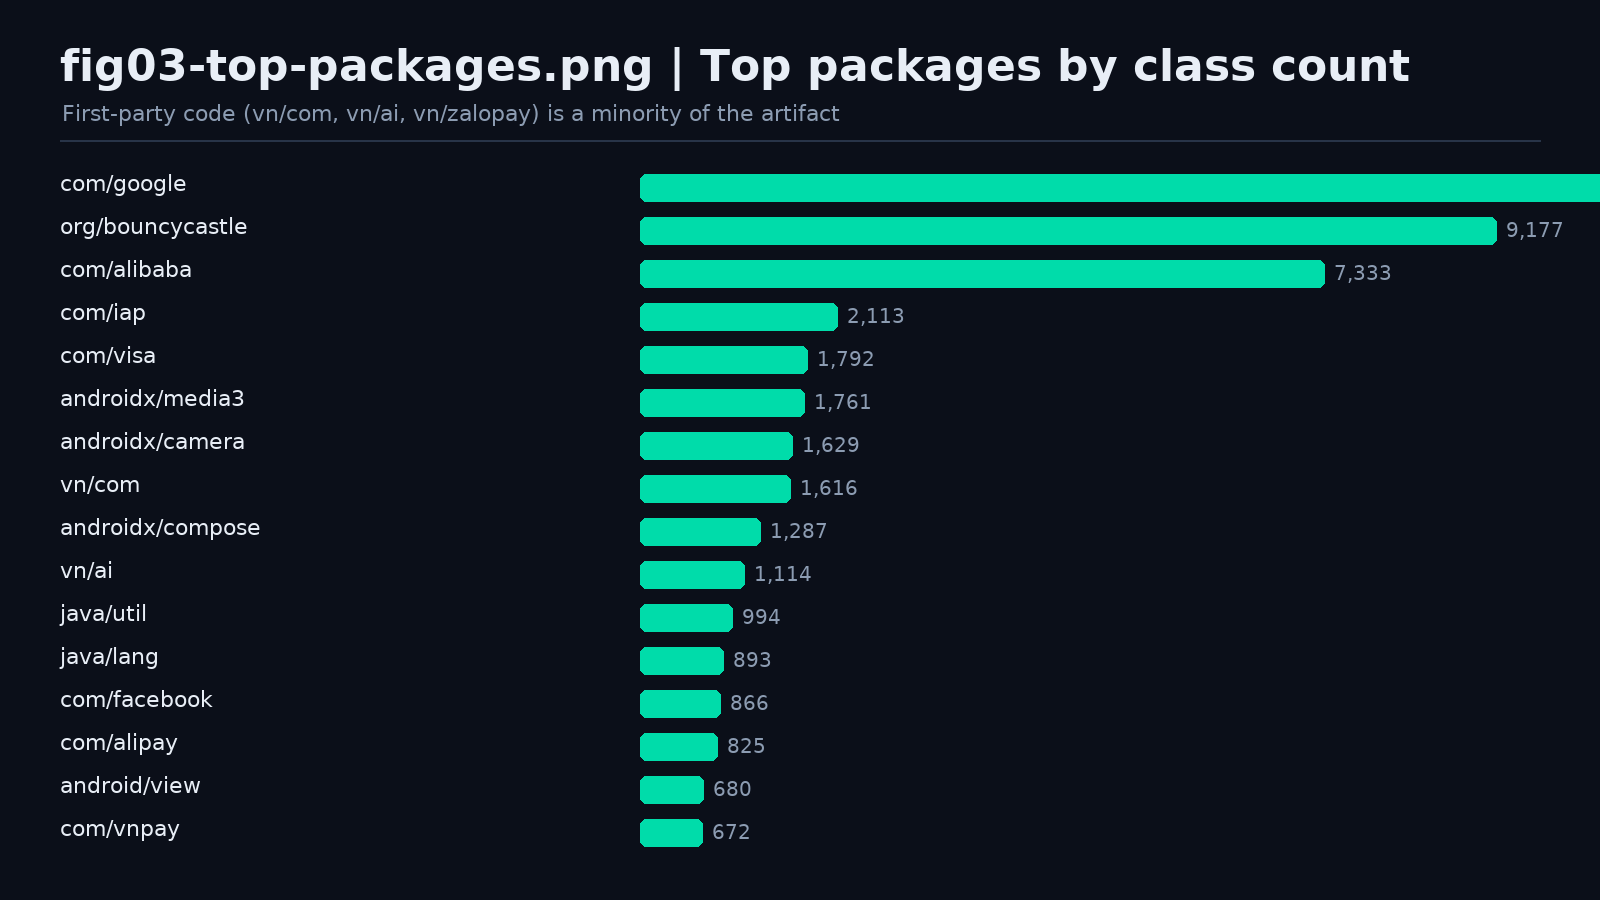 fig03-top-packages.png | Top packages by class count
First-party code (vn/com, vn/ai, vn/zalopay) is a minority of the artifact
com/google
org/bouncycastle 9,177
com/alibaba 7,333
com/iap 2,113
com/visa 1,792
androidx/media3 1,761
androidx/camera 1,629
vn/com 1,616
androidx/compose 1,287
vn/ai 1,114
java/util 994
java/lang 893
com/facebook 866
com/alipay 825
android/view 680
com/vnpay 672